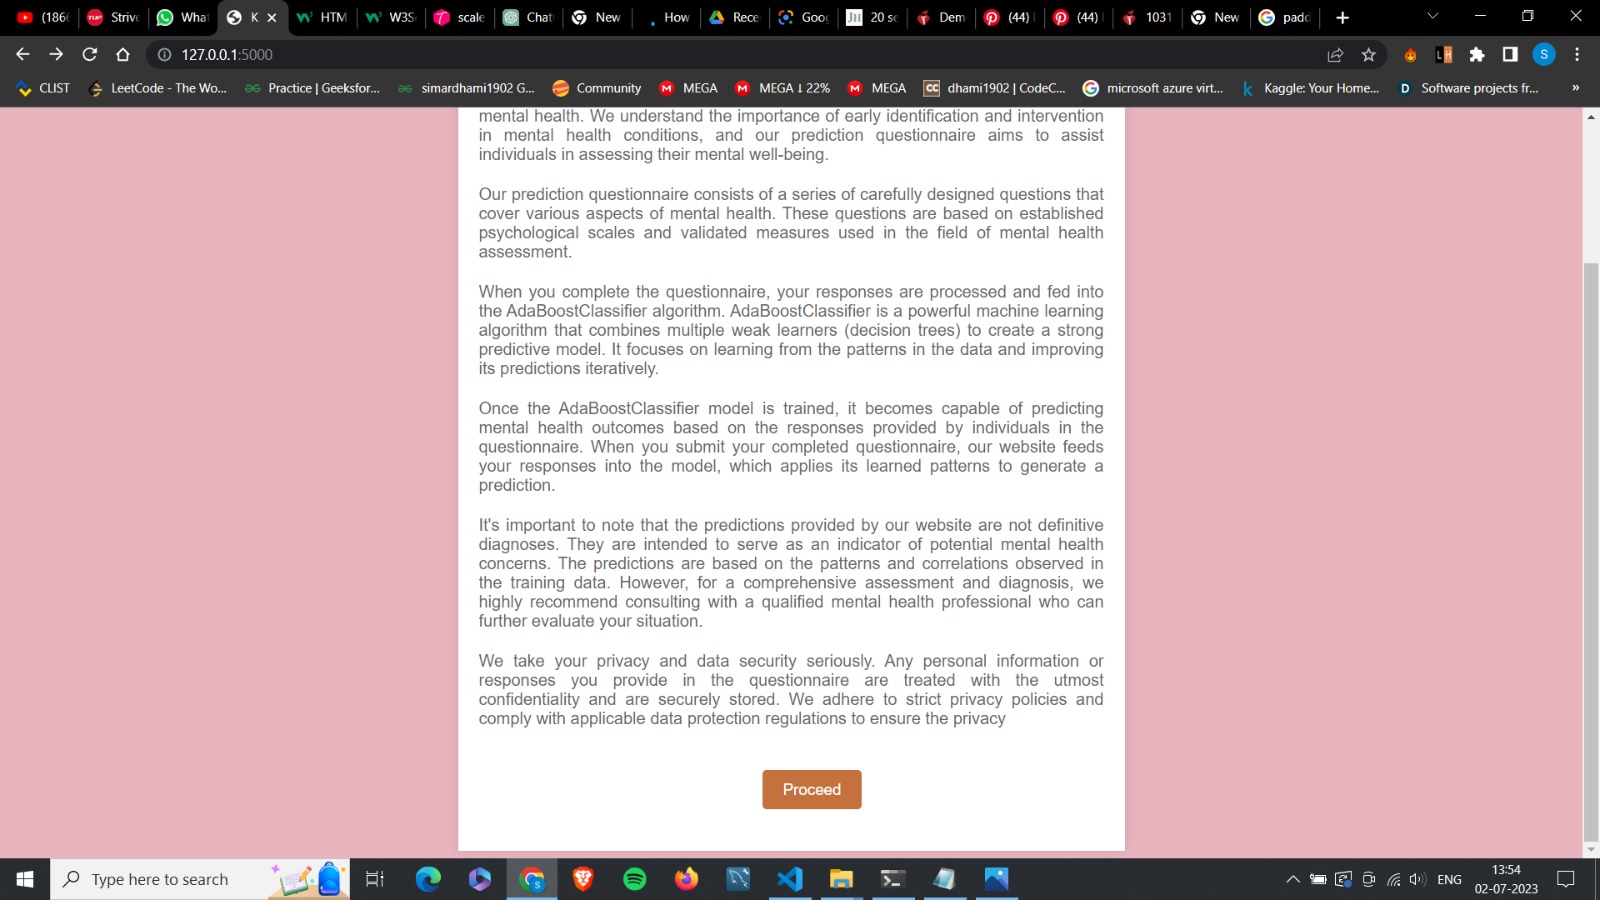 (186
Strive
What
K
HTM
W3S
scale
Chat
New
How
Rece
Goog
20 se
Dem
(44)
(44)
1031
New
padd
127.0.0.1:5000
CLIST
LeetCode - The Wo...
Practice | Geeksfor...
simardhami1902 G...
Community
MEGA
MEGA ⇓ 22%
MEGA
dhami1902 | CodeC...
microsoft azure virt...
Kaggle: Your Home...
Software projects fr...
»
mental health. We understand the importance of early identification and intervention
in mental health conditions, and our prediction questionnaire aims to assist
individuals in assessing their mental well-being.
Our prediction questionnaire consists of a series of carefully designed questions that
cover various aspects of mental health. These questions are based on established
psychological scales and validated measures used in the field of mental health
assessment.
When you complete the questionnaire, your responses are processed and fed into
the AdaBoostClassifier algorithm. AdaBoostClassifier is a powerful machine learning
algorithm that combines multiple weak learners (decision trees) to create a strong
predictive model. It focuses on learning from the patterns in the data and improving
its predictions iteratively.
Once the AdaBoostClassifier model is trained, it becomes capable of predicting
mental health outcomes based on the responses provided by individuals in the
questionnaire. When you submit your completed questionnaire, our website feeds
your responses into the model, which applies its learned patterns to generate a
prediction.
It's important to note that the predictions provided by our website are not definitive
diagnoses. They are intended to serve as an indicator of potential mental health
concerns. The predictions are based on the patterns and correlations observed in
the training data. However, for a comprehensive assessment and diagnosis, we
highly recommend consulting with a qualified mental health professional who can
further evaluate your situation.
We take your privacy and data security seriously. Any personal information or
responses you provide in the questionnaire are treated with the utmost
confidentiality and are securely stored. We adhere to strict privacy policies and
comply with applicable data protection regulations to ensure the privacy
Proceed
Type here to search
ENG
13:54
02-07-2023